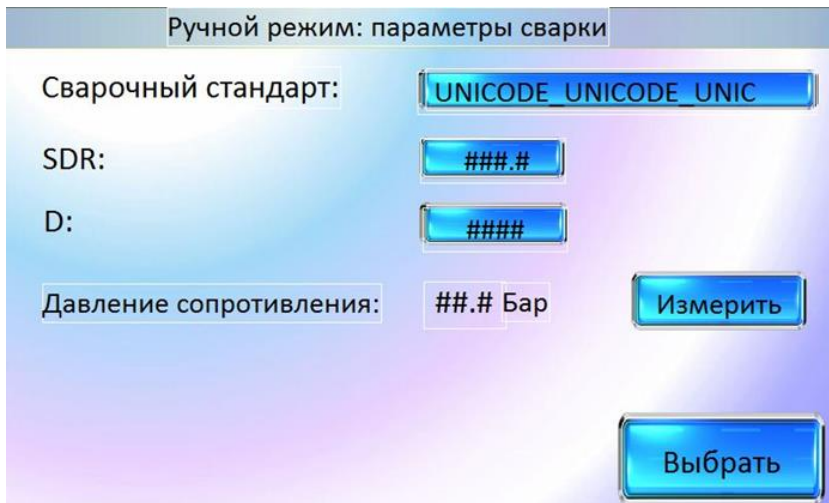 Ручной режим: параметры сварки
Сварочный стандарт: UNICODE_UNICODE_UNIC
SDR: ###.#
D: ####
Давление сопротивления: ##.# Бар Измерить
Выбрать